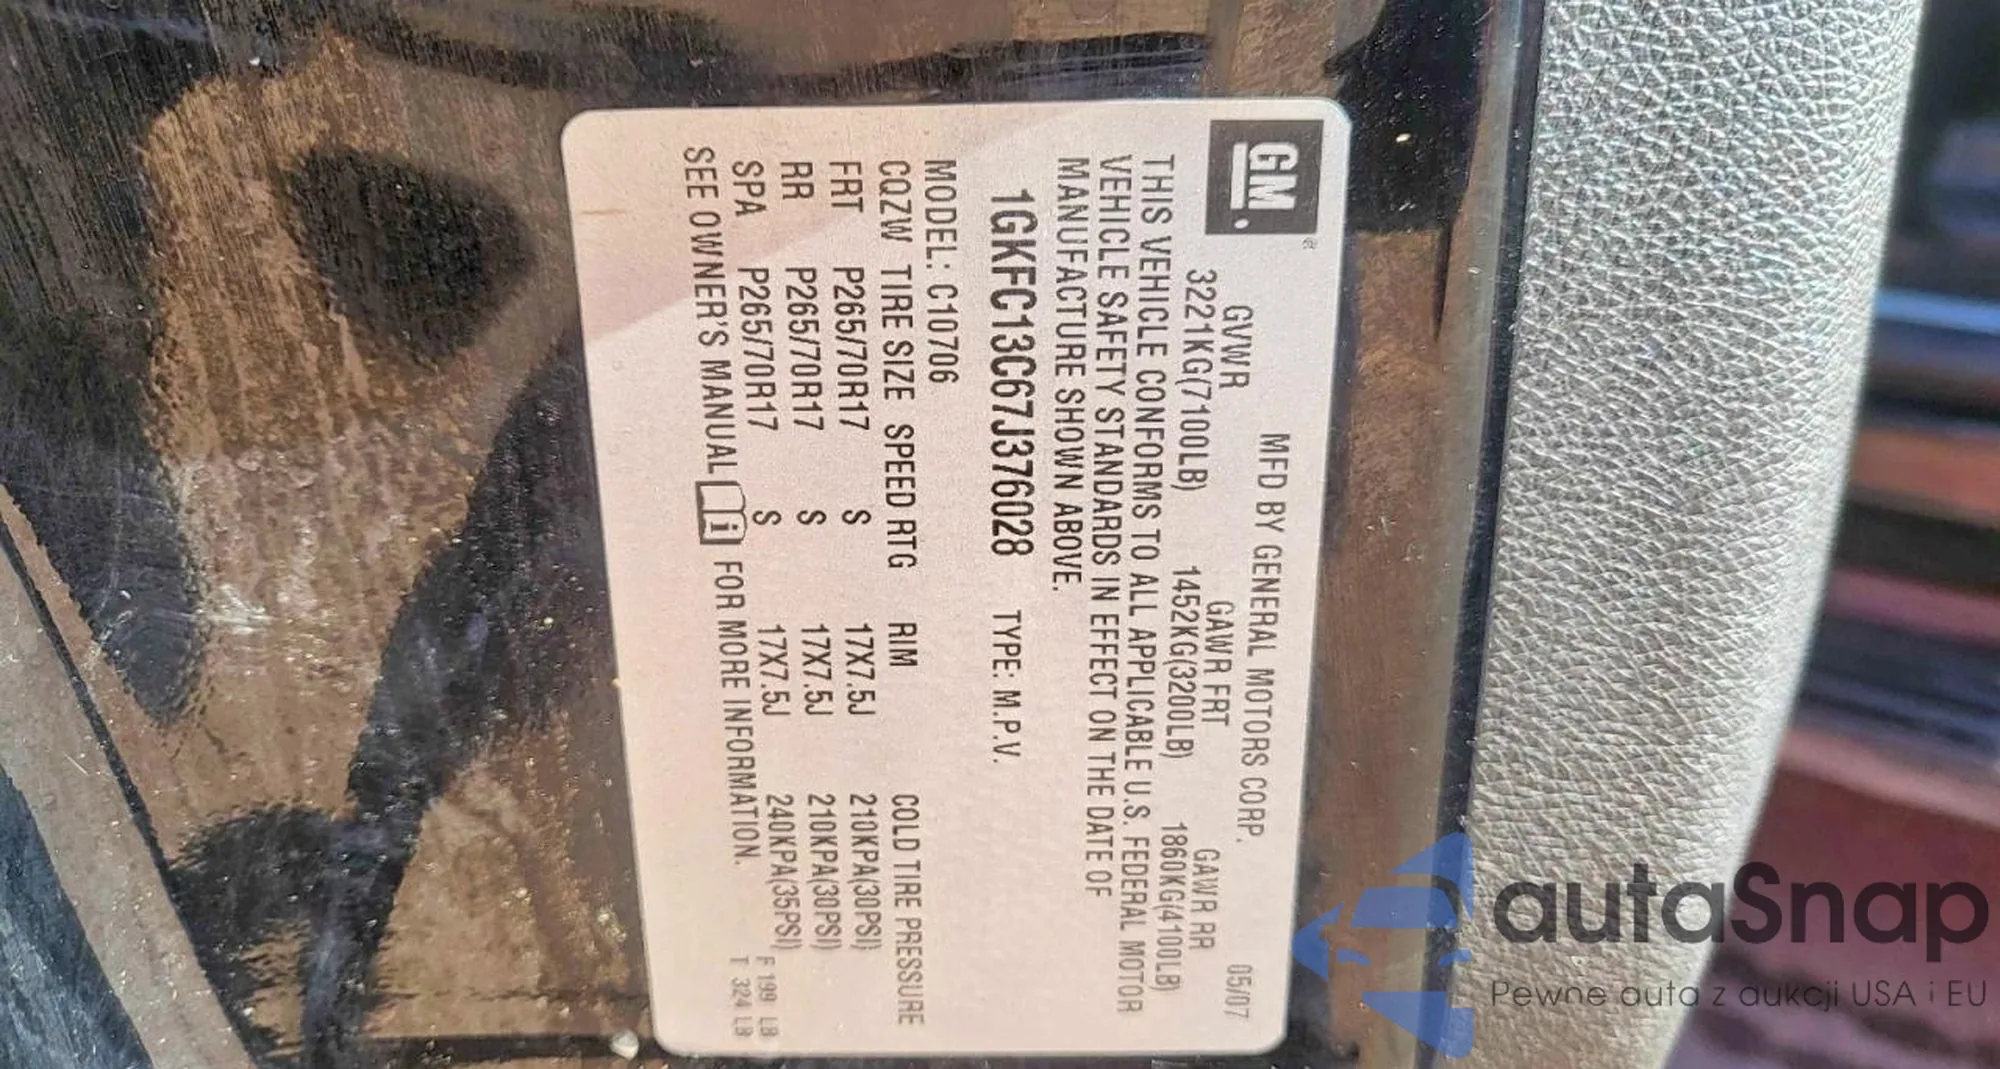 GM
MFD BY GENERAL MOTORS CORP. 05/07
GVWR GAWR FRT GAWR RR
3221KG(7100LB) 1452KG(3200LB) 1860KG(4100LB)
THIS VEHICLE CONFORMS TO ALL APPLICABLE U.S. FEDERAL MOTOR
VEHICLE SAFETY STANDARDS IN EFFECT ON THE DATE OF
MANUFACTURE SHOWN ABOVE.
1GKFC13C67J376028 TYPE: M.P.V.
MODEL: C10706
CQZW TIRE SIZE SPEED RTG RIM COLD TIRE PRESSURE
FRT P265/70R17 S 17X7.5J 210KPA(30PSI)
RR P265/70R17 S 17X7.5J 210KPA(30PSI)
SPA P265/70R17 S 17X7.5J 240KPA(35PSI) F 199 LB
SEE OWNER'S MANUAL i FOR MORE INFORMATION. T 324 LB
autaSnap
Pewne auta z aukcji USA i EU